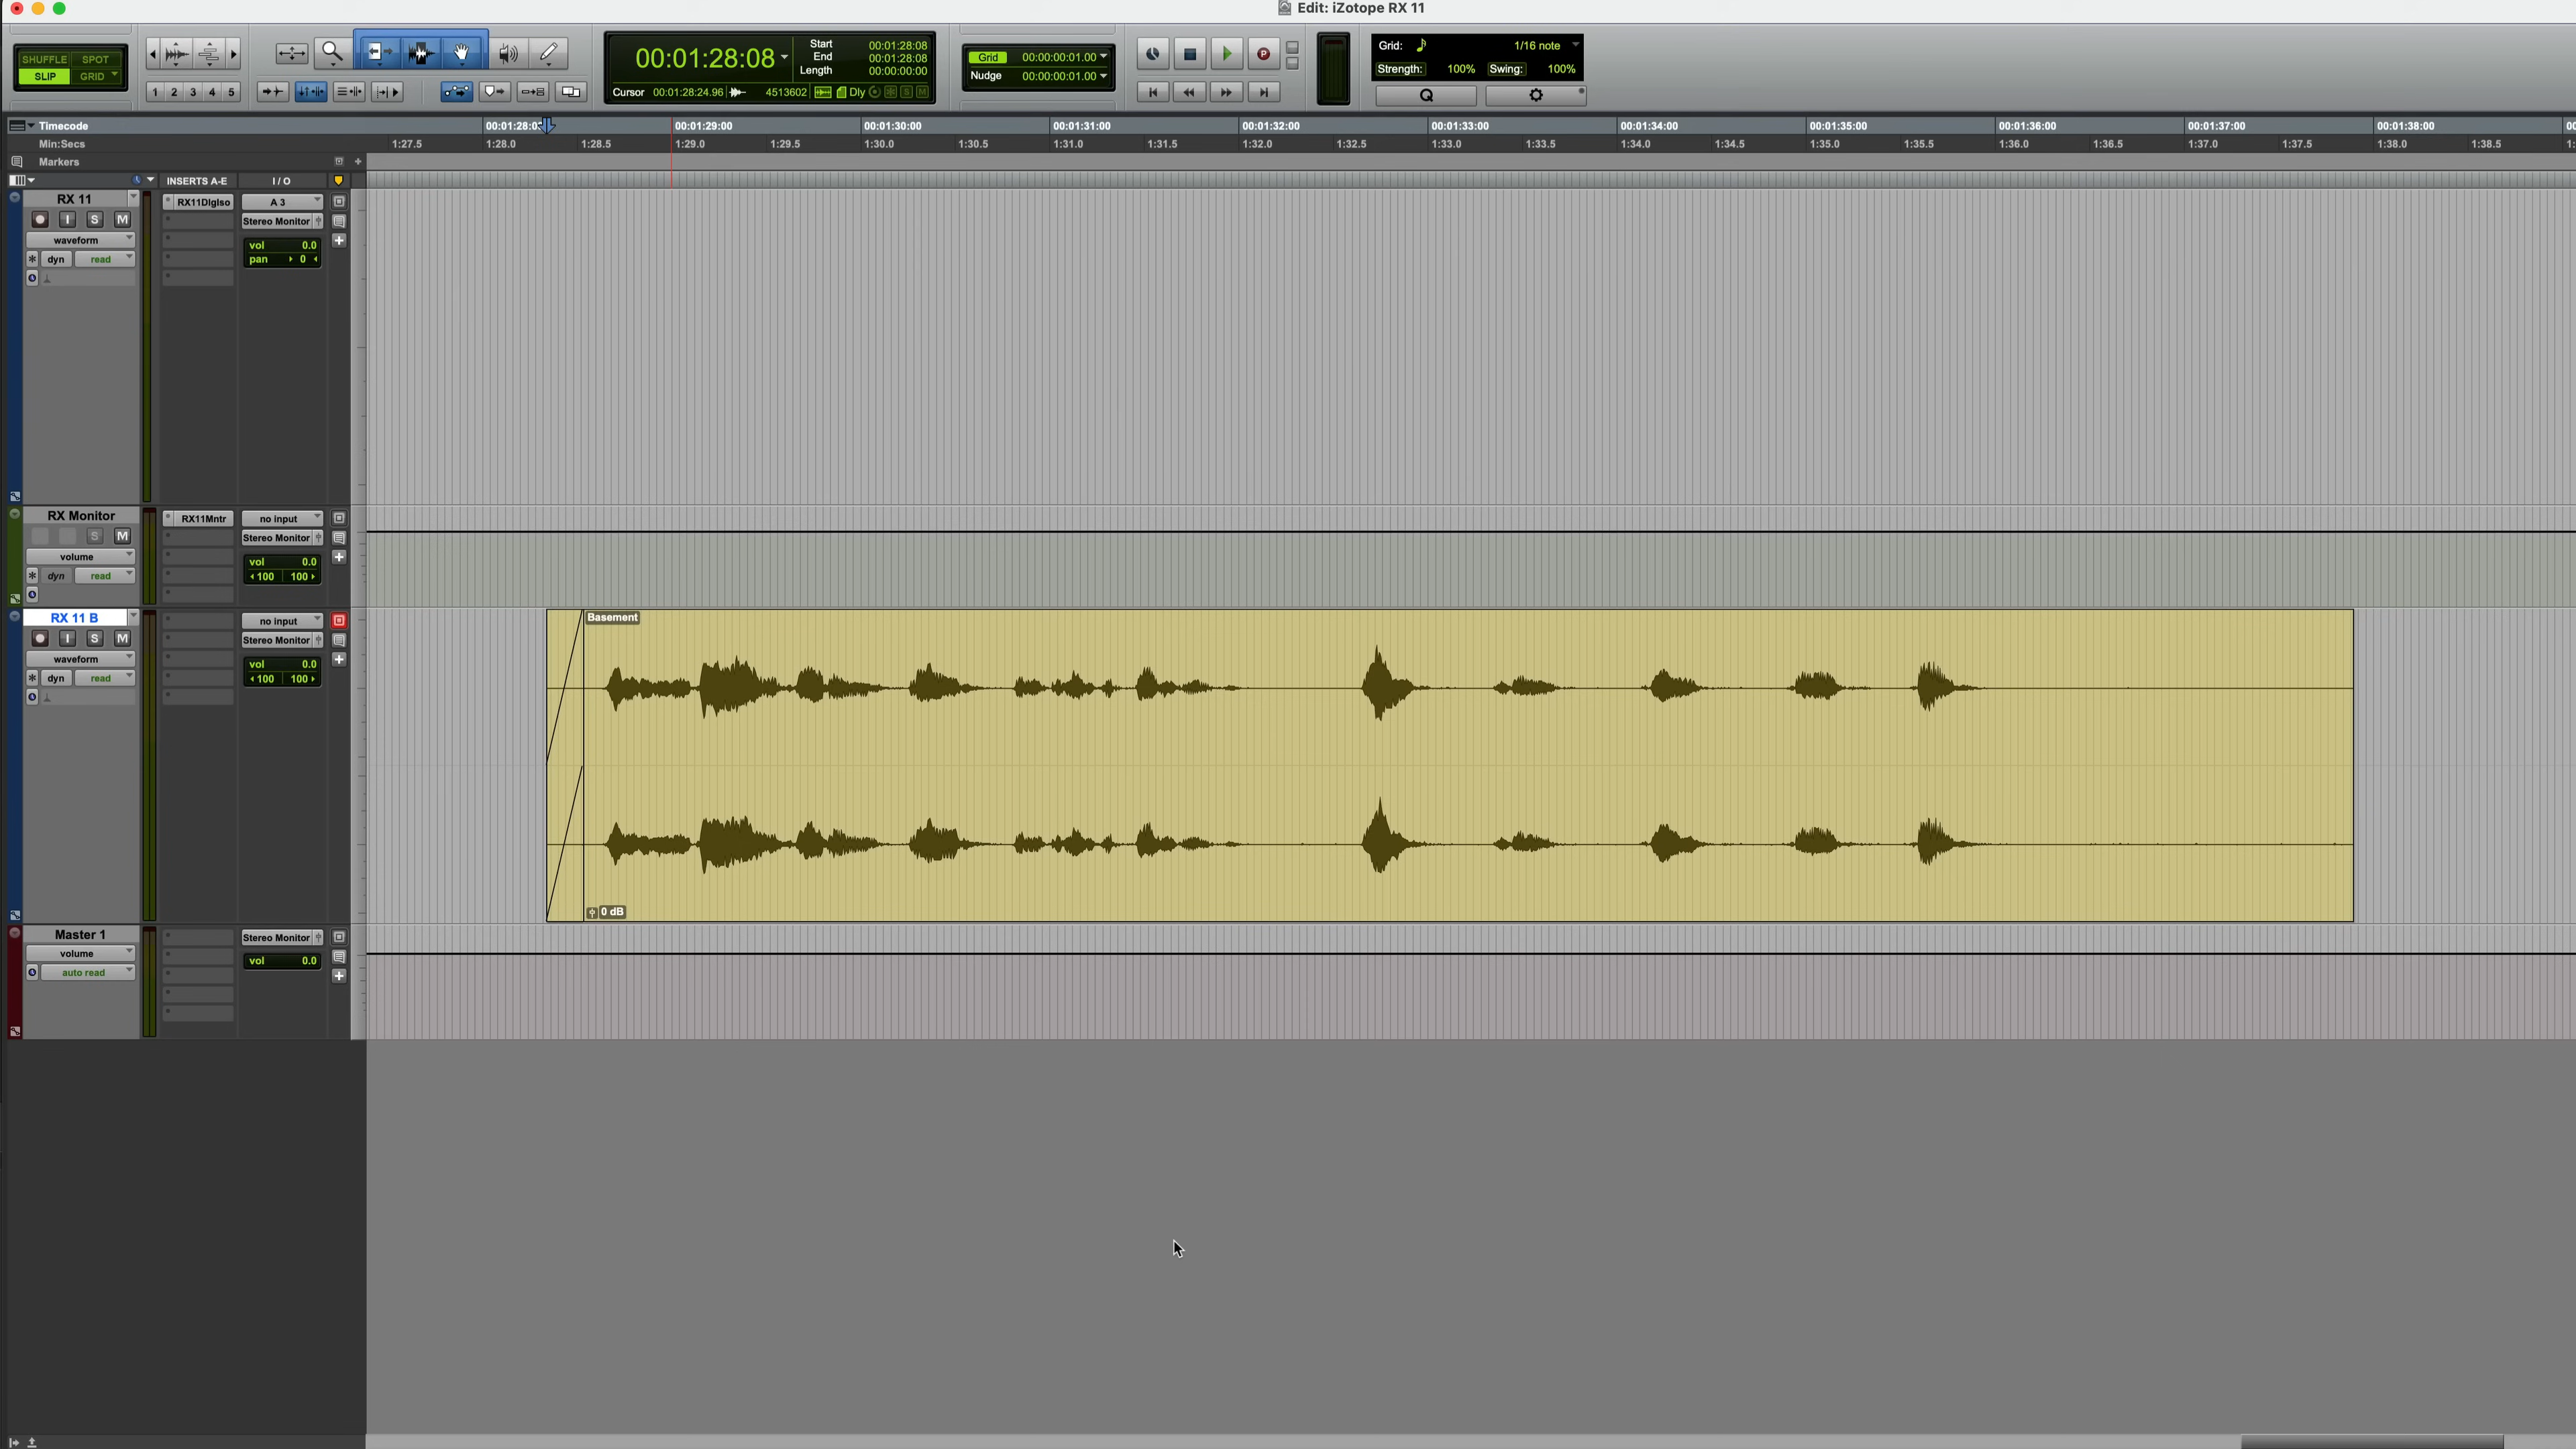 Edit: iZotope RX 11
SHUFFLE SPOT
SLIP GRID
1 2 3 4 5
00:01:28:08
Start 00:01:28:08
End 00:01:28:08
Length 00:00:00:00
Cursor 00:01:28:24.96 4513602 Dly S M
Grid 00:00:00:01.00
Nudge 00:00:00:01.00
P
Grid: 1/16 note
Strength: 100% Swing: 100%
Q
Timecode 00:01:29:00 00:01:30:00 00:01:31:00 00:01:32:00 00:01:33:00 00:01:34:00 00:01:35:00 00:01:36:00 00:01:37:00 00:01:38:00
Min:Secs 1:27.5 1:28.0 1:28.5 1:29.0 1:29.5 1:30.0 1:30.5 1:31.0 1:31.5 1:32.0 1:32.5 1:33.0 1:33.5 1:34.0 1:34.5 1:35.0 1:35.5 1:36.0 1:36.5 1:37.0 1:37.5 1:38.0 1:38.5
Markers
INSERTS A-E I / O
RX 11 RX11DlgIso A 3
I S M Stereo Monitor
waveform vol 0.0
dyn read pan 0
RX Monitor RX11Mntr no input
S M Stereo Monitor
volume vol 0.0
dyn read 100 100
RX 11 B no input Basement
I S M Stereo Monitor
waveform vol 0.0
dyn read 100 100
0 dB
Master 1 Stereo Monitor
volume vol 0.0
auto read